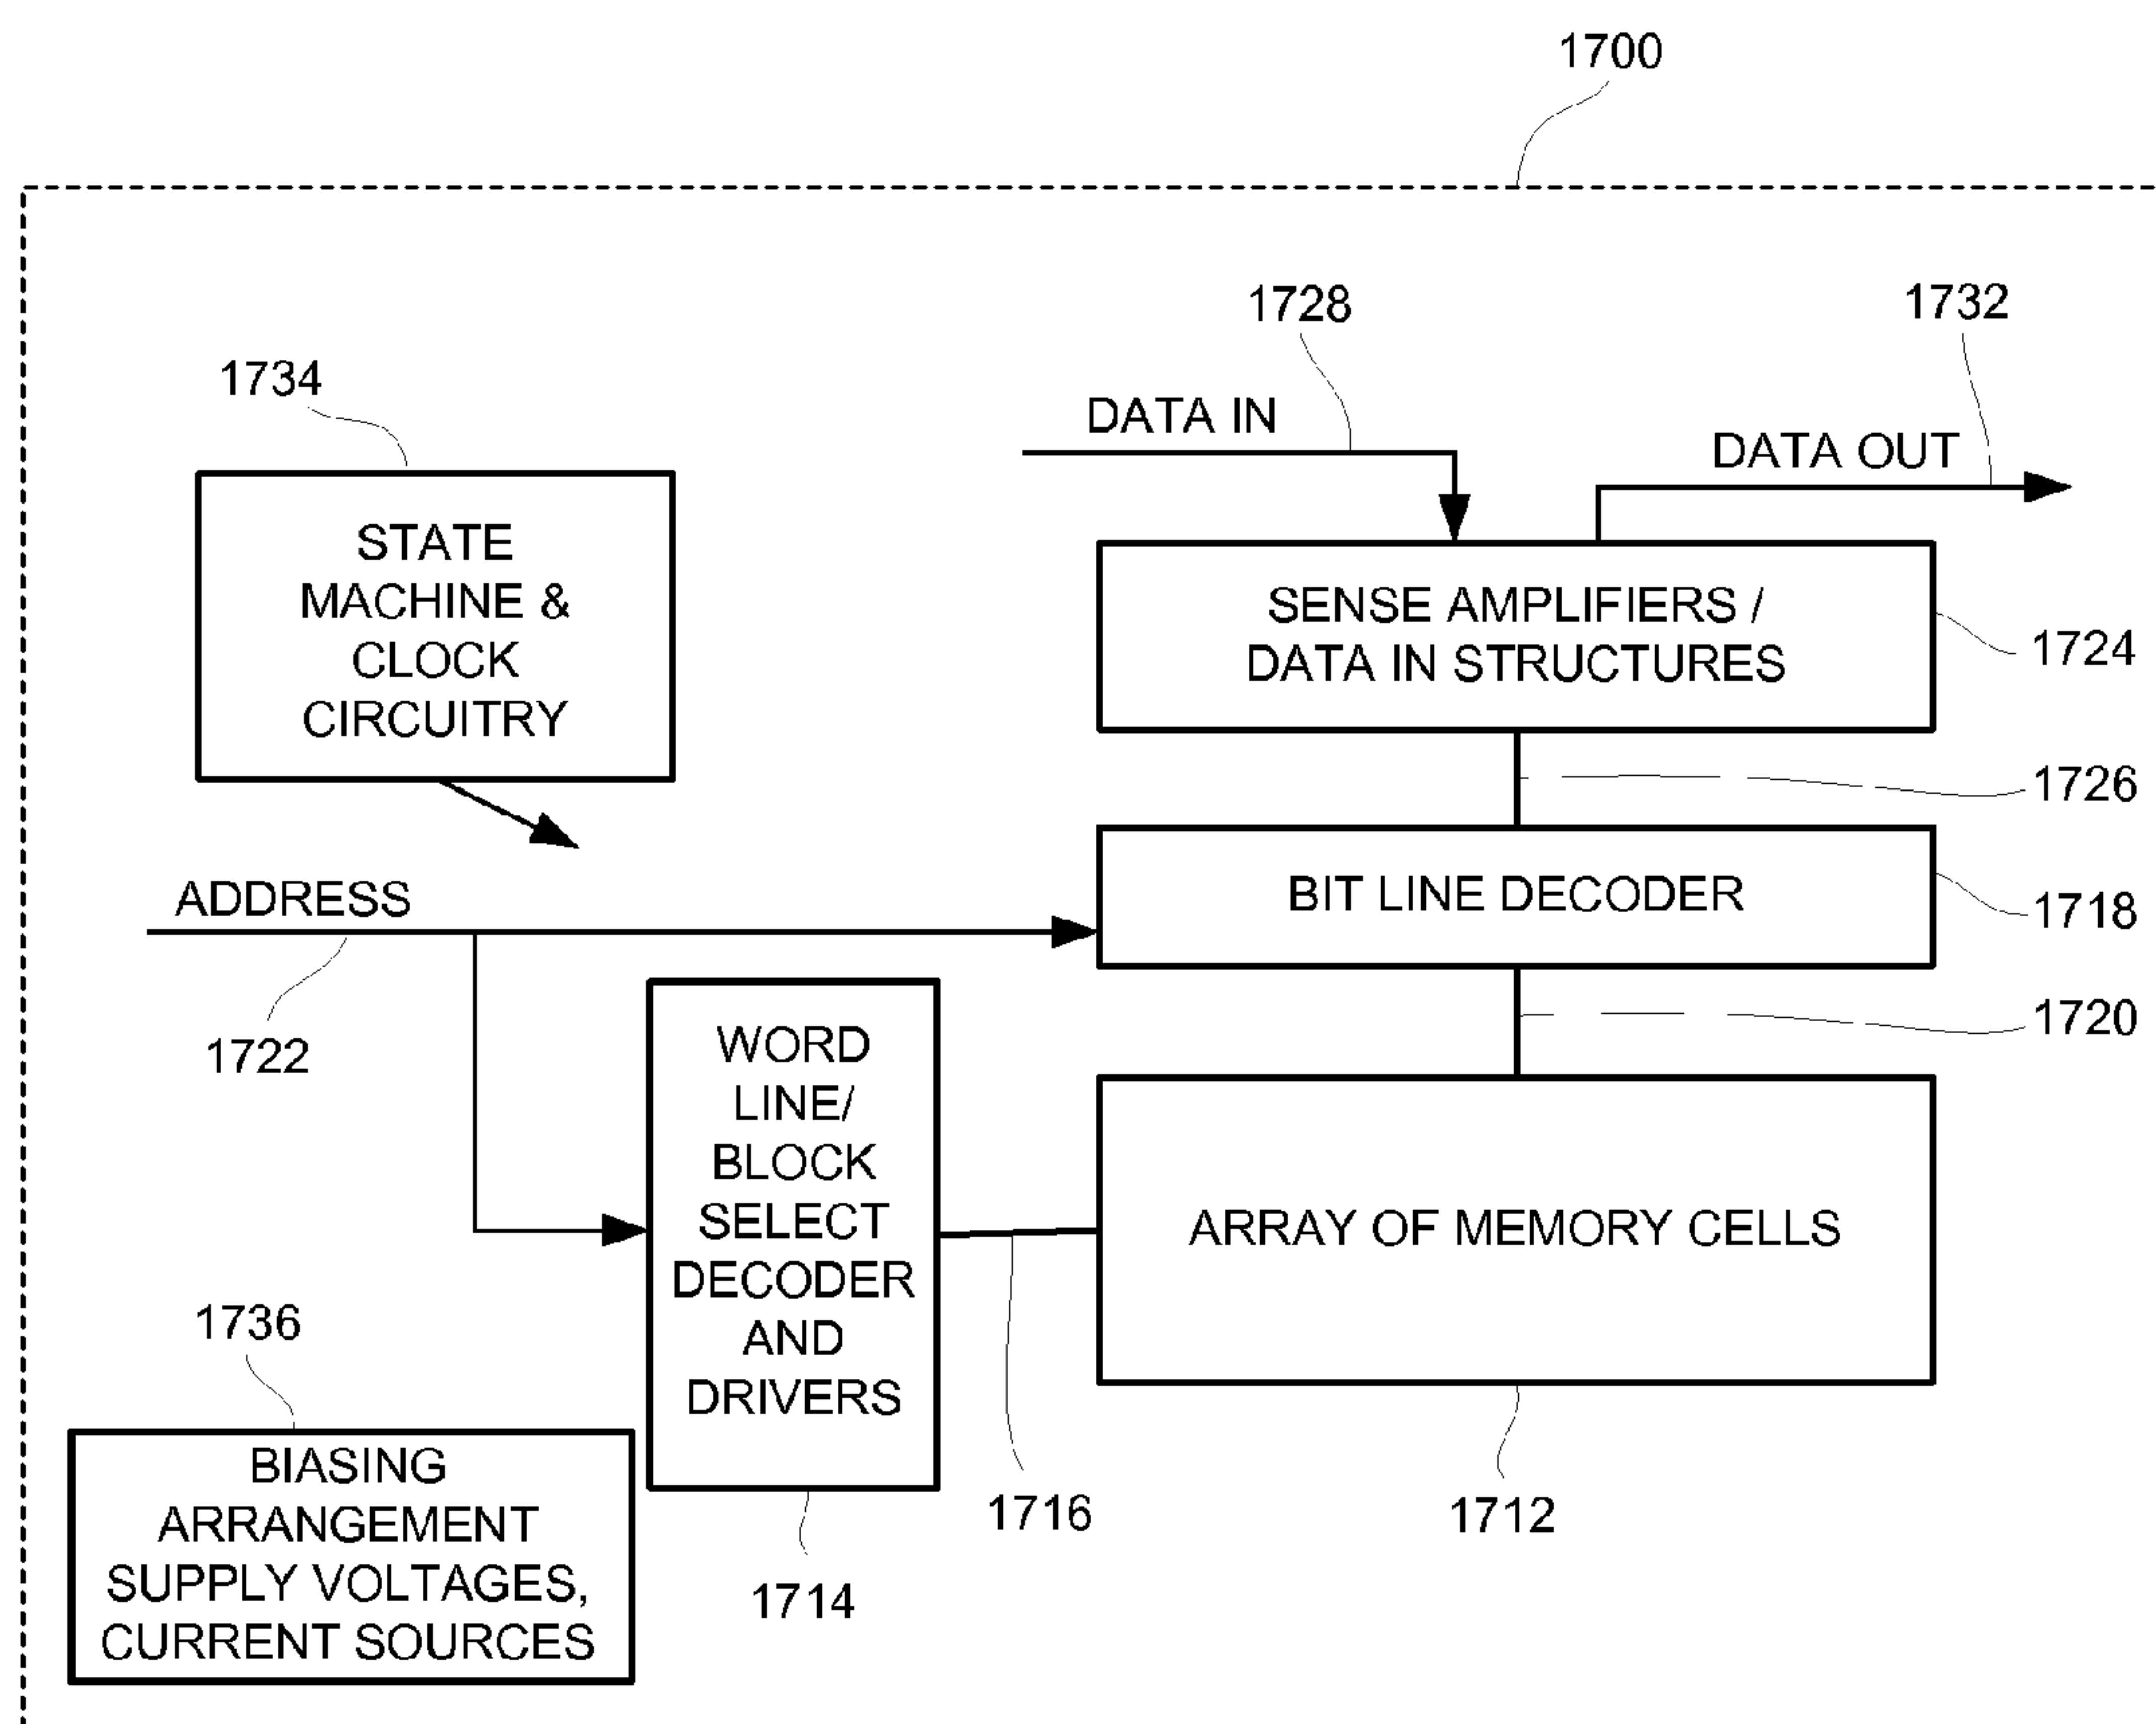 1700
1728
1732
1734
DATA IN
DATA OUT
STATE
MACHINE &
CLOCK
CIRCUITRY
SENSE AMPLIFIERS /
DATA IN STRUCTURES
1724
1726
ADDRESS
BIT LINE DECODER
1718
1722
1720
WORD
LINE/
BLOCK
SELECT
DECODER
AND
DRIVERS
ARRAY OF MEMORY CELLS
1736
BIASING
ARRANGEMENT
SUPPLY VOLTAGES,
CURRENT SOURCES
1716
1712
1714